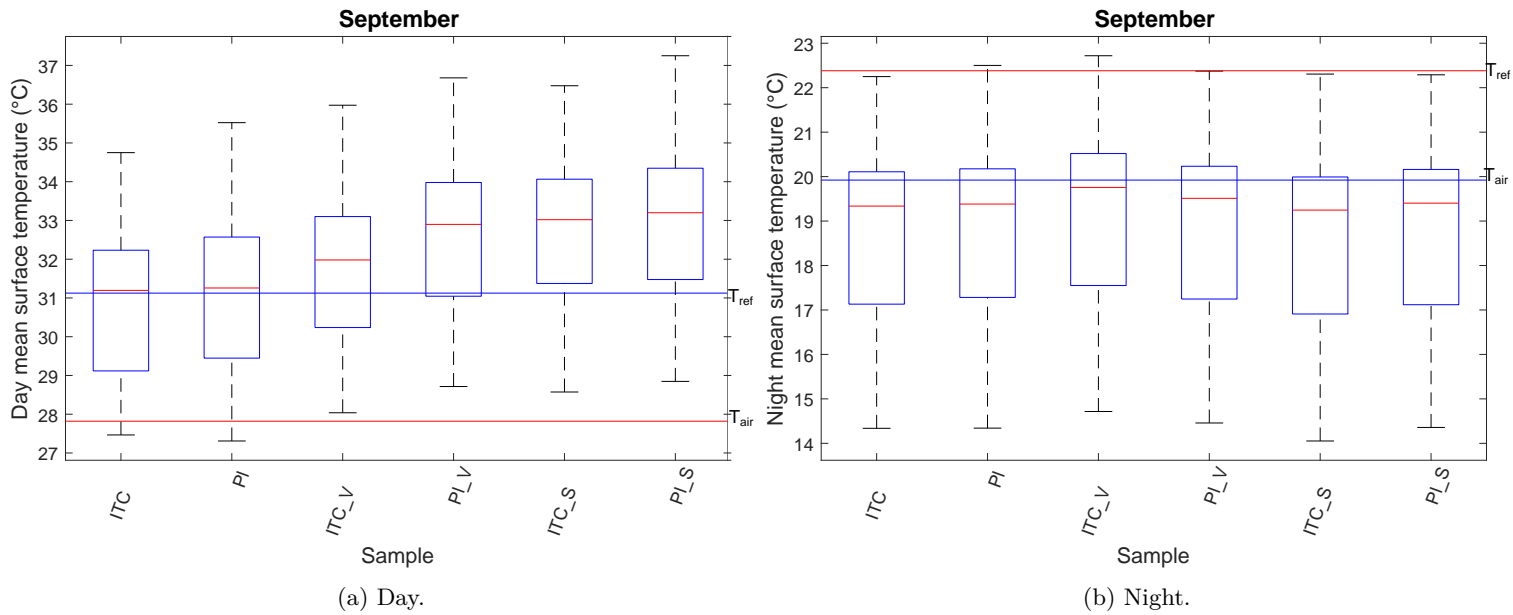 September
Day mean surface temperature (°C)
37
36
35
34
33
32
31
30
29
28
27
T_ref
T_air
ITC
PI
ITC_V
PI_V
ITC_S
PI_S
Sample
(a) Day.
September
Night mean surface temperature (°C)
23
22
21
20
19
18
17
16
15
14
T_ref
T_air
ITC
PI
ITC_V
PI_V
ITC_S
PI_S
Sample
(b) Night.